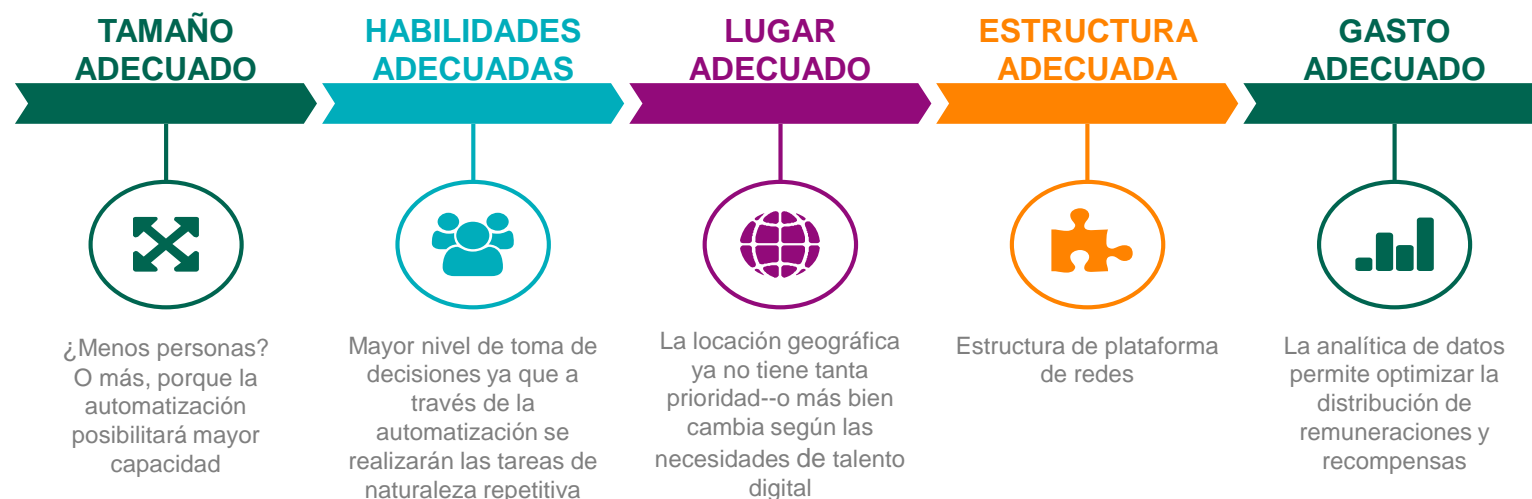 TAMAÑO
ADECUADO
¿Menos personas?
O más, porque la
automatización
posibilitará mayor
capacidad
HABILIDADES
ADECUADAS
Mayor nivel de toma de
decisiones ya que a
través de la
automatización se
realizarán las tareas de
naturaleza repetitiva
LUGAR
ADECUADO
La locación geográfica
ya no tiene tanta
prioridad--o más bien
cambia según las
necesidades de talento
digital
ESTRUCTURA
ADECUADA
Estructura de plataforma
de redes
GASTO
ADECUADO
La analítica de datos
permite optimizar la
distribución de
remuneraciones y
recompensas